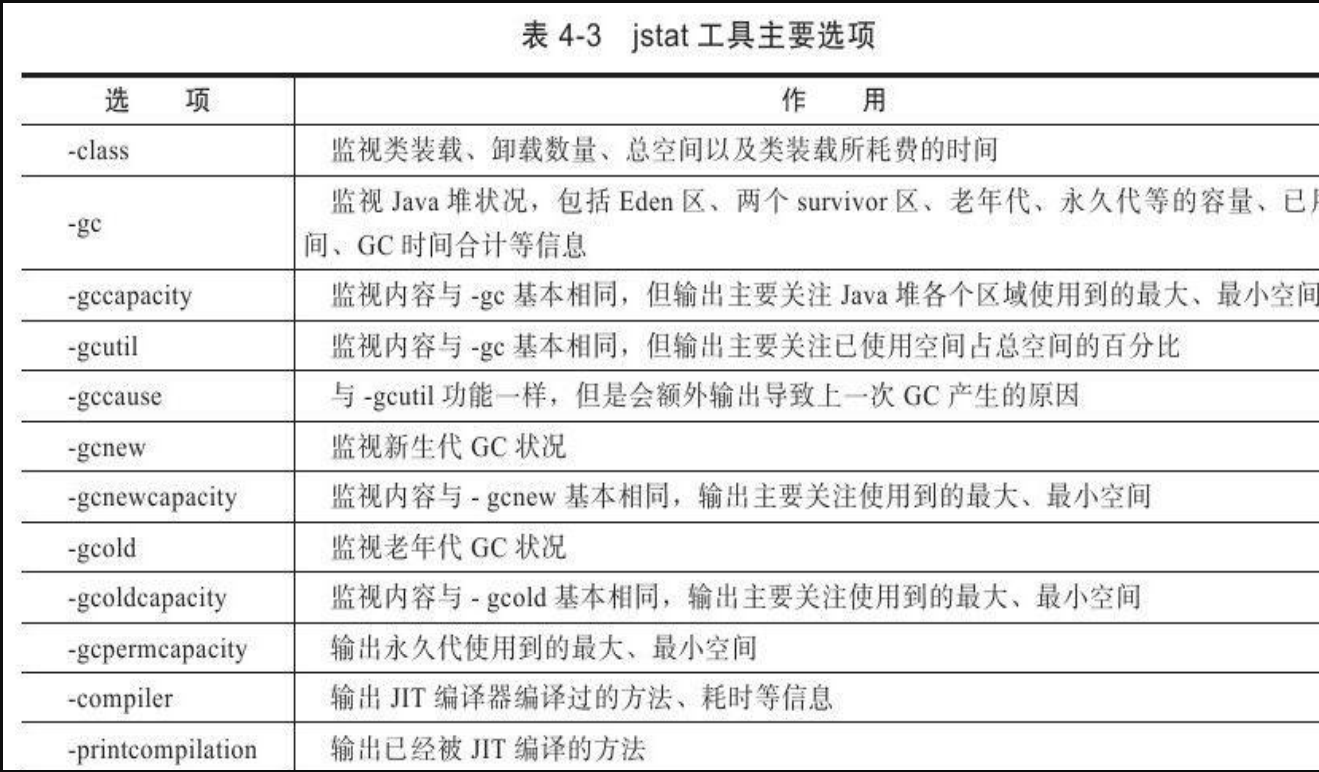 表 4-3 jstat 工具主要选项
选 项 作 用
-class 监视类装载、卸载数量、总空间以及类装载所耗费的时间
-gc 监视 Java 堆状况，包括 Eden 区、两个 survivor 区、老年代、永久代等的容量、已
间、GC 时间合计等信息
-gccapacity 监视内容与 -gc 基本相同，但输出主要关注 Java 堆各个区域使用到的最大、最小空间
-gcutil 监视内容与 -gc 基本相同，但输出主要关注已使用空间占总空间的百分比
-gccause 与 -gcutil 功能一样，但是会额外输出导致上一次 GC 产生的原因
-gcnew 监视新生代 GC 状况
-gcnewcapacity 监视内容与 - gcnew 基本相同，输出主要关注使用到的最大、最小空间
-gcold 监视老年代 GC 状况
-gcoldcapacity 监视内容与 - gcold 基本相同，输出主要关注使用到的最大、最小空间
-gcpermcapacity 输出永久代使用到的最大、最小空间
-compiler 输出 JIT 编译器编译过的方法、耗时等信息
-printcompilation 输出已经被 JIT 编译的方法